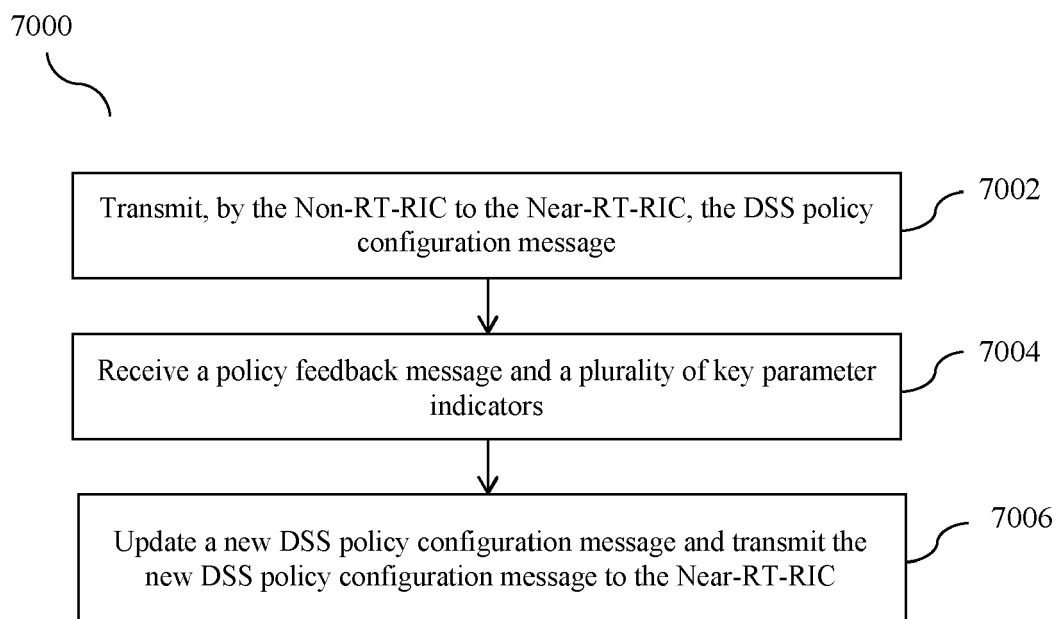 7000
7002
Transmit, by the Non-RT-RIC to the Near-RT-RIC, the DSS policy
configuration message
7004
Receive a policy feedback message and a plurality of key parameter
indicators
7006
Update a new DSS policy configuration message and transmit the
new DSS policy configuration message to the Near-RT-RIC